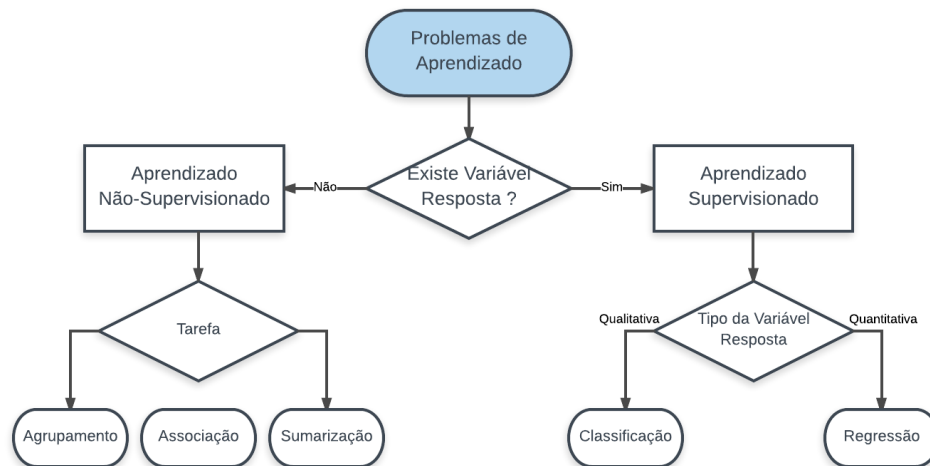 Problemas de
Aprendizado
Existe Variável
Resposta ?
Não
Sim
Aprendizado
Não-Supervisionado
Aprendizado
Supervisionado
Tarefa
Qualitativa
Tipo da Variável
Resposta
Quantitativa
Agrupamento
Associação
Sumarização
Classificação
Regressão